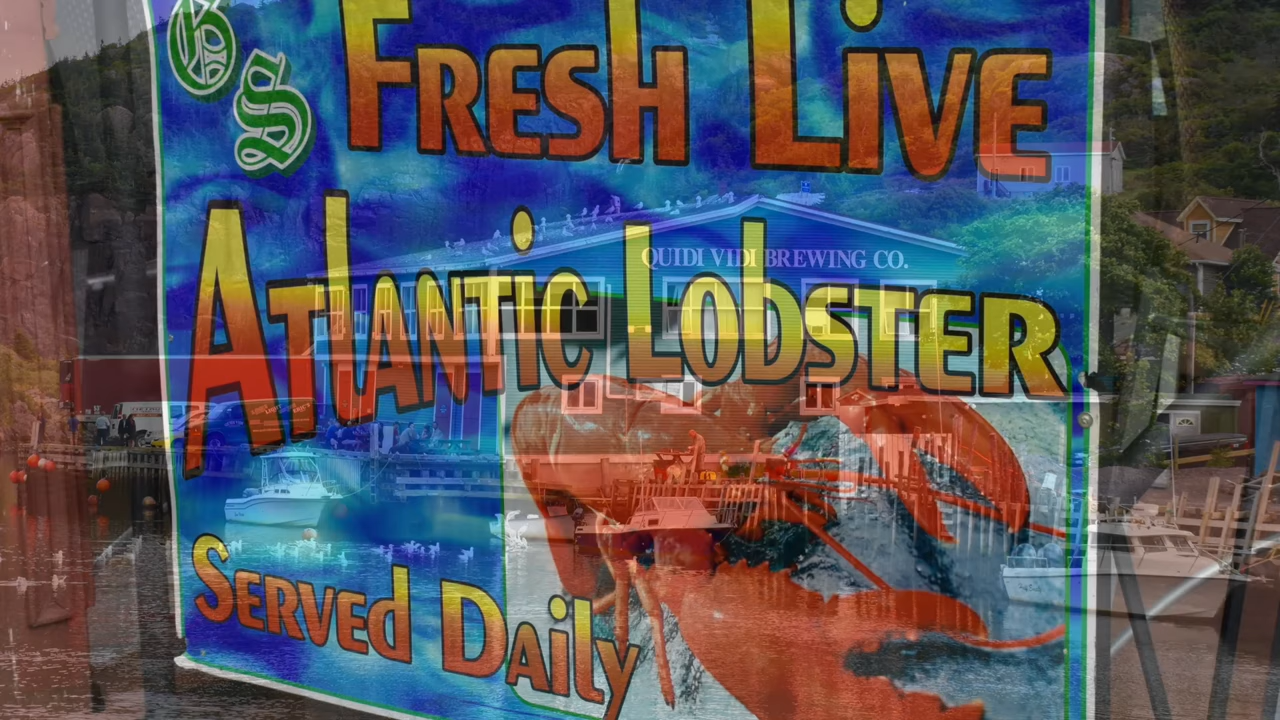 G
S
Fresh Live
Atlantic Lobster
Served Daily
QUIDI VIDI BREWING CO.